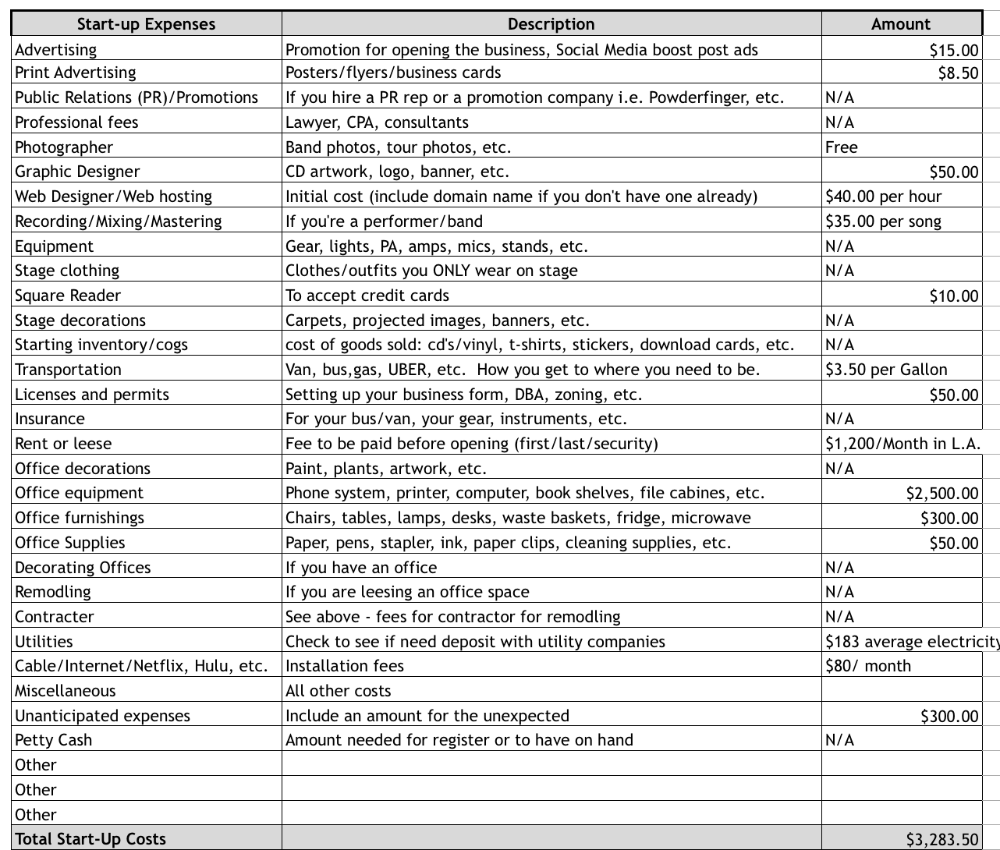 Start-up Expenses Description Amount
Advertising Promotion for opening the business, Social Media boost post ads $15.00
Print Advertising Posters/flyers/business cards $8.50
Public Relations (PR)/Promotions If you hire a PR rep or a promotion company i.e. Powderfinger, etc. N/A
Professional fees Lawyer, CPA, consultants N/A
Photographer Band photos, tour photos, etc. Free
Graphic Designer CD artwork, logo, banner, etc. $50.00
Web Designer/Web hosting Initial cost (include domain name if you don't have one already) $40.00 per hour
Recording/Mixing/Mastering If you're a performer/band $35.00 per song
Equipment Gear, lights, PA, amps, mics, stands, etc. N/A
Stage clothing Clothes/outfits you ONLY wear on stage N/A
Square Reader To accept credit cards $10.00
Stage decorations Carpets, projected images, banners, etc. N/A
Starting inventory/cogs cost of goods sold: cd's/vinyl, t-shirts, stickers, download cards, etc. N/A
Transportation Van, bus,gas, UBER, etc.  How you get to where you need to be. $3.50 per Gallon
Licenses and permits Setting up your business form, DBA, zoning, etc. $50.00
Insurance For your bus/van, your gear, instruments, etc. N/A
Rent or leese Fee to be paid before opening (first/last/security) $1,200/Month in L.A.
Office decorations Paint, plants, artwork, etc. N/A
Office equipment Phone system, printer, computer, book shelves, file cabines, etc. $2,500.00
Office furnishings Chairs, tables, lamps, desks, waste baskets, fridge, microwave $300.00
Office Supplies Paper, pens, stapler, ink, paper clips, cleaning supplies, etc. $50.00
Decorating Offices If you have an office N/A
Remodling If you are leesing an office space N/A
Contracter See above - fees for contractor for remodling N/A
Utilities Check to see if need deposit with utility companies $183 average electricity
Cable/Internet/Netflix, Hulu, etc. Installation fees $80/ month
Miscellaneous All other costs
Unanticipated expenses Include an amount for the unexpected $300.00
Petty Cash Amount needed for register or to have on hand N/A
Other
Other
Other
Total Start-Up Costs $3,283.50